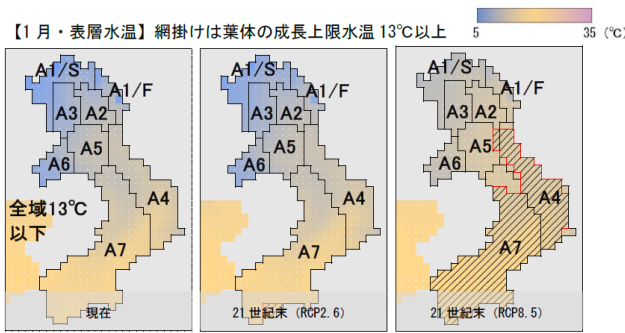 【1月・表層水温】網掛けは葉体の成長上限水温13℃以上
5 35 (℃)
A1/S A1/F A3 A2 A5 A6 A4 A7
全域13℃
以下
現在
A1/S A1/F A3 A2 A5 A6 A4 A7
21世紀末 (RCP2.6)
A1/S A1/F A3 A2 A5 A6 A4 A7
21世紀末 (RCP8.5)